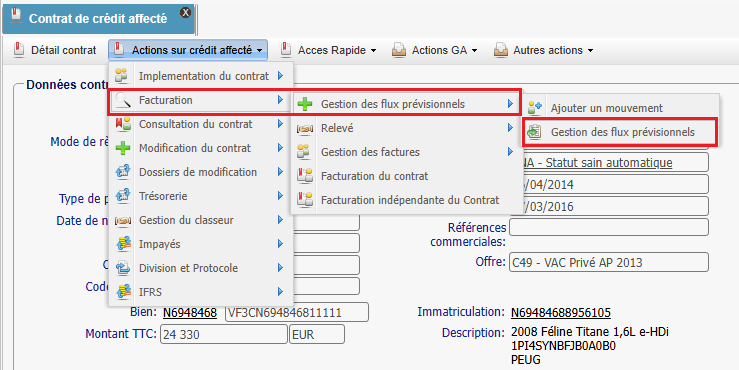 Contrat de crédit affecté
Détail contrat
Actions sur crédit affecté
Acces Rapide
Actions GA
Autres actions
Données cont
Implementation du contrat
Facturation
Consultation du contrat
Modification du contrat
Dossiers de modification
Trésorerie
Gestion du classeur
Impayés
Division et Protocole
IFRS
Gestion des flux prévisionnels
Relevé
Gestion des factures
Facturation du contrat
Facturation indépendante du Contrat
Ajouter un mouvement
Gestion des flux prévisionnels
Mode de rè
NA - Statut sain automatique
/04/2014
Type de p
/03/2016
Date de n
Références
commerciales:
Offre: C49 - VAC Privé AP 2013
Code
Bien: N6948468 VF3CN694846811111
Immatriculation: N69484688956105
Montant TTC: 24 330 EUR
Description: 2008 Féline Titane 1,6L e-HDi
1PI4SYNBFJB0A0B0
PEUG